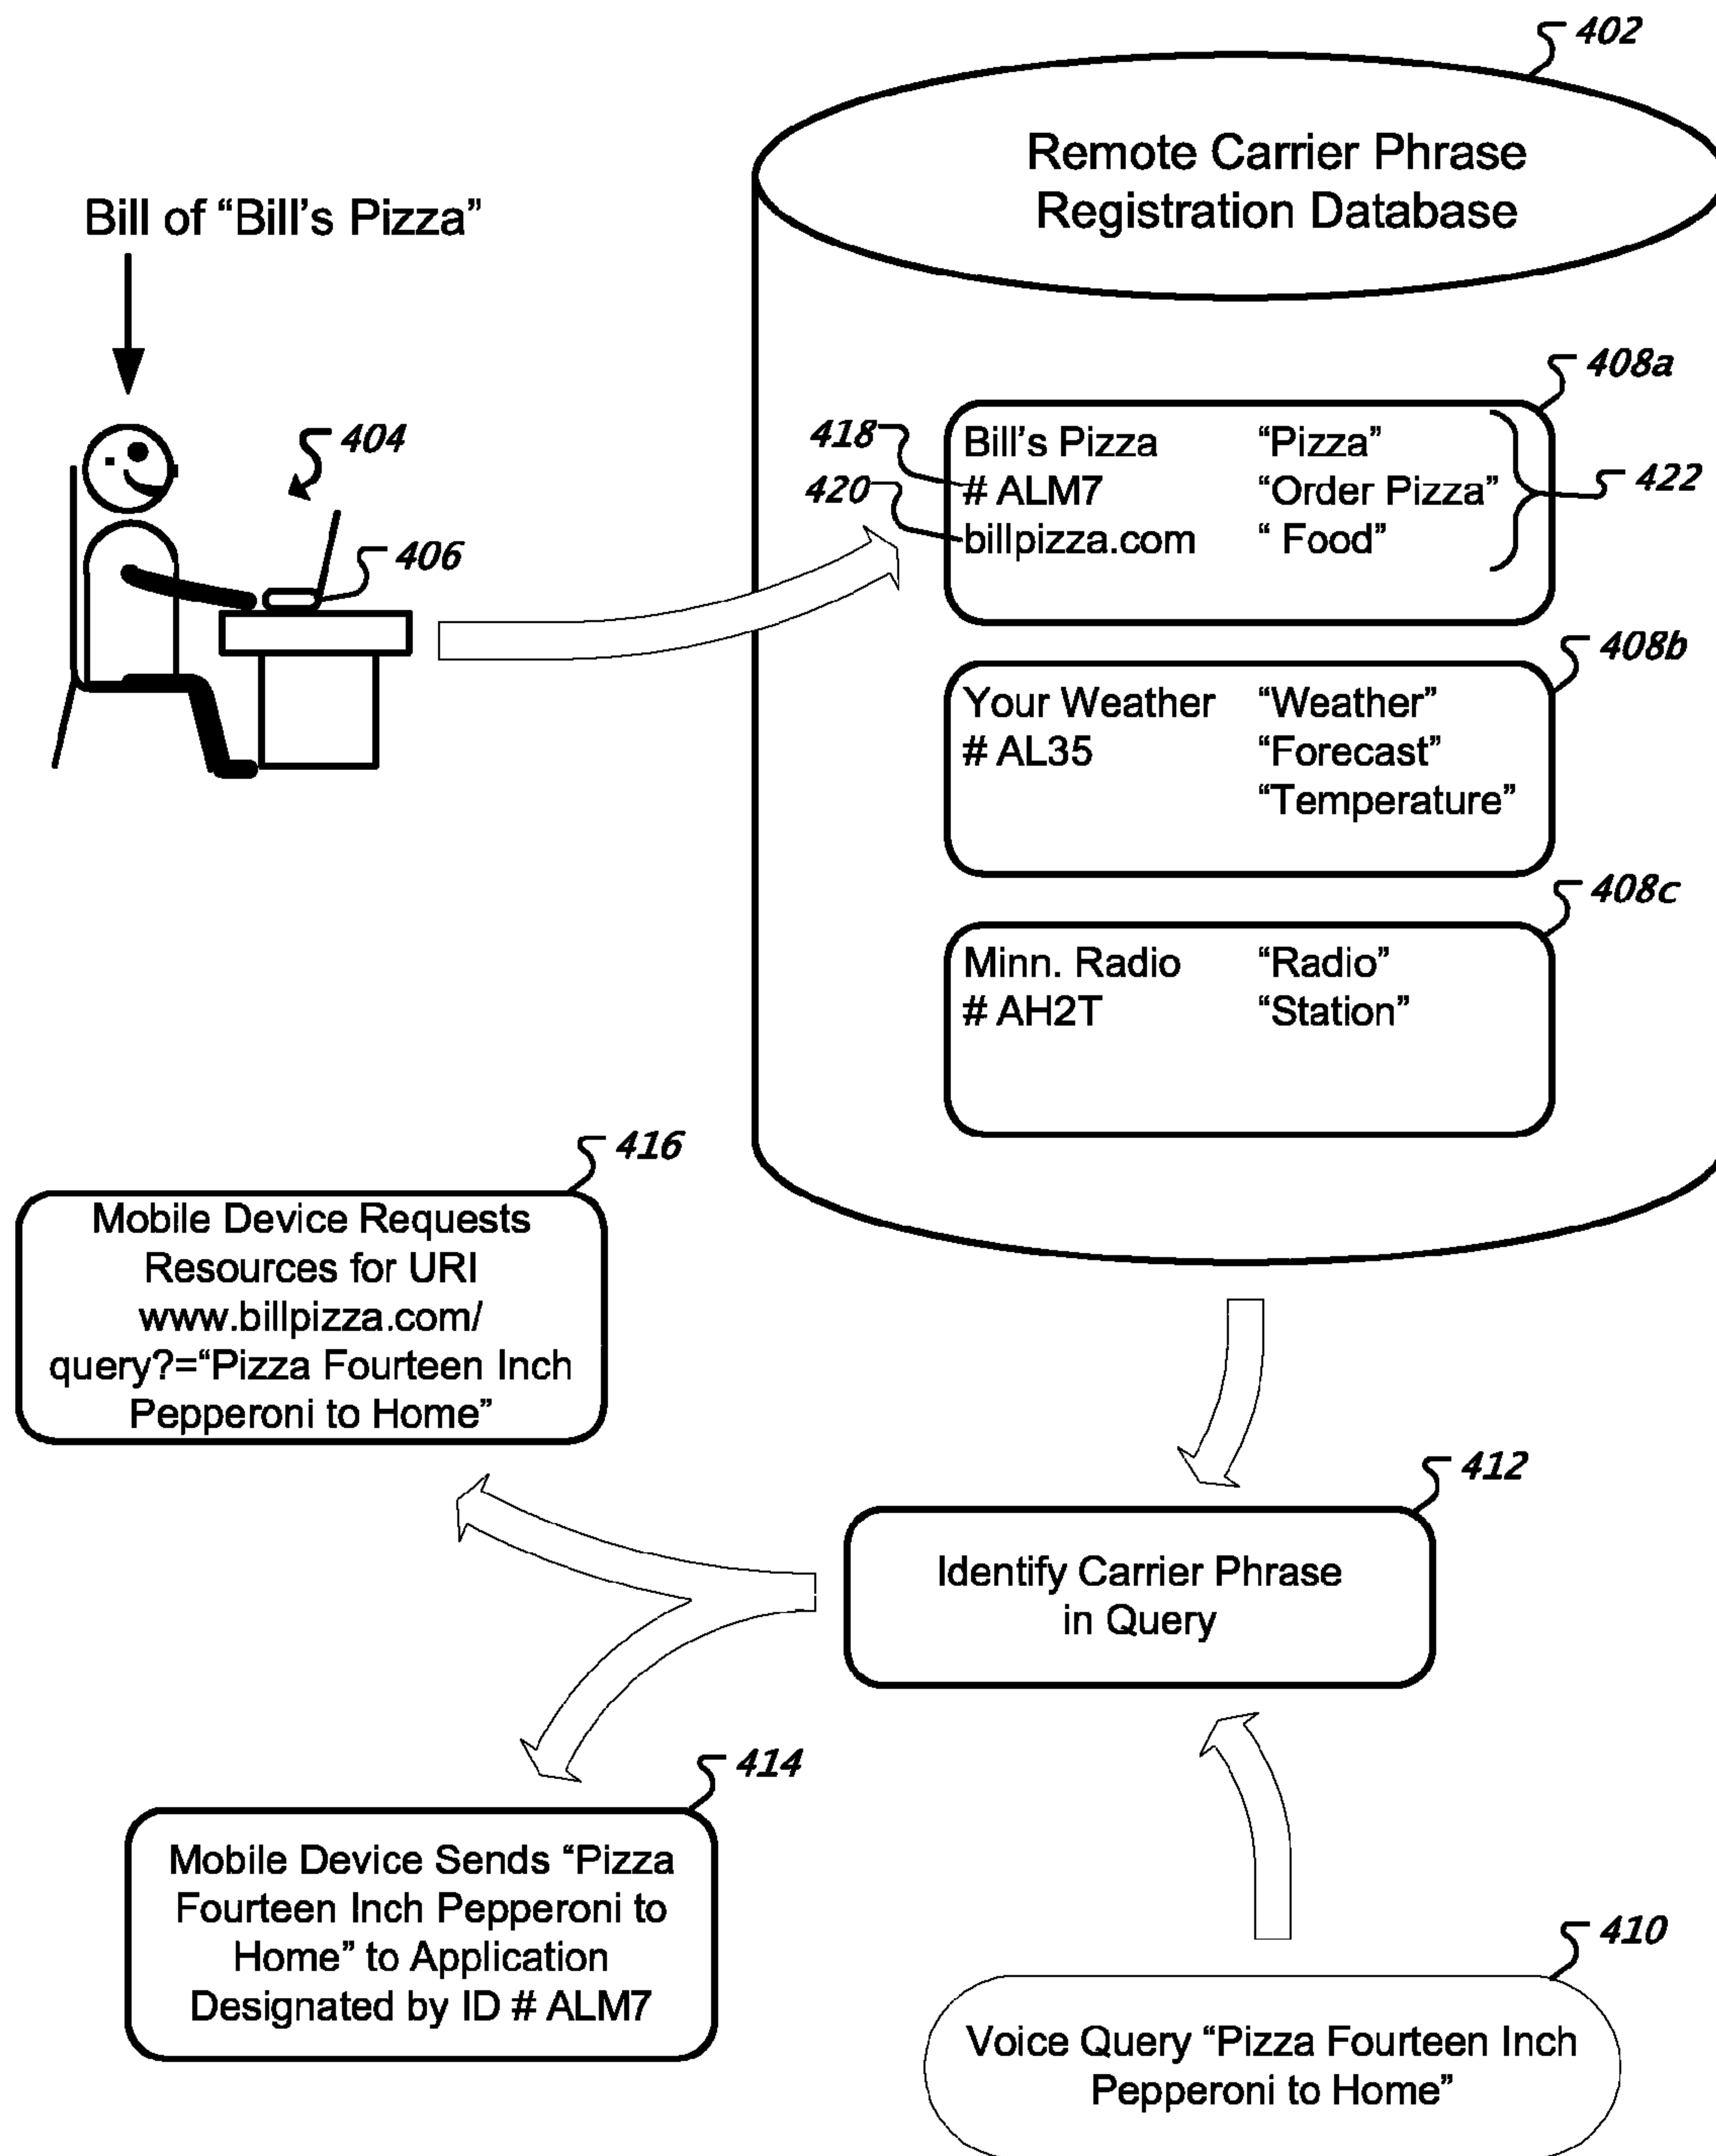 402
Remote Carrier Phrase
Registration Database
Bill of “Bill’s Pizza”
404
406
408a
418
Bill’s Pizza “Pizza”
420
# ALM7 “Order Pizza”
422
billpizza.com “ Food”
408b
Your Weather “Weather”
# AL35 “Forecast”
“Temperature”
408c
Minn. Radio “Radio”
# AH2T “Station”
416
Mobile Device Requests
Resources for URI
www.billpizza.com/
query?=“Pizza Fourteen Inch
Pepperoni to Home”
412
Identify Carrier Phrase
in Query
414
Mobile Device Sends “Pizza
Fourteen Inch Pepperoni to
Home” to Application
Designated by ID # ALM7
410
Voice Query “Pizza Fourteen Inch
Pepperoni to Home”